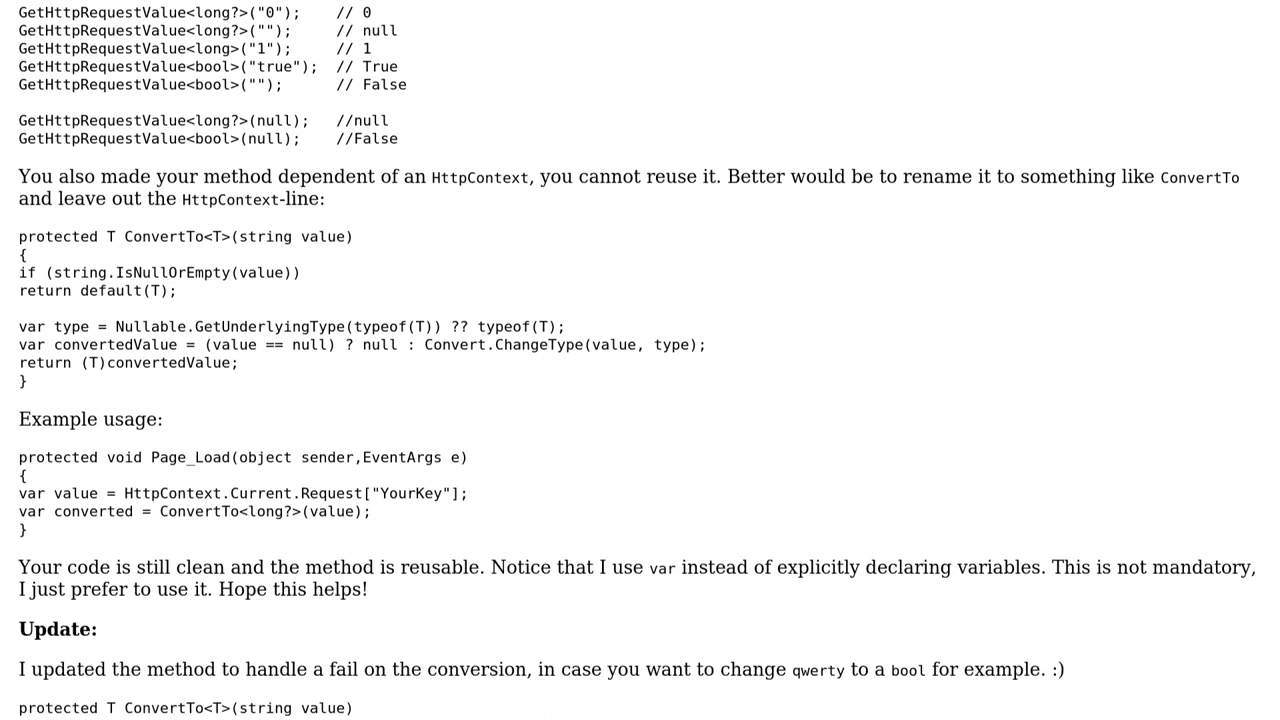 GetHttpRequestValue<long?>("0");    // 0
GetHttpRequestValue<long?>("");     // null
GetHttpRequestValue<long>("1");     // 1
GetHttpRequestValue<bool>("true");  // True
GetHttpRequestValue<bool>("");      // False

GetHttpRequestValue<long?>(null);   //null
GetHttpRequestValue<bool>(null);    //False

You also made your method dependent of an HttpContext, you cannot reuse it. Better would be to rename it to something like ConvertTo
and leave out the HttpContext-line:

protected T ConvertTo<T>(string value)
{
if (string.IsNullOrEmpty(value))
return default(T);

var type = Nullable.GetUnderlyingType(typeof(T)) ?? typeof(T);
var convertedValue = (value == null) ? null : Convert.ChangeType(value, type);
return (T)convertedValue;
}

Example usage:

protected void Page_Load(object sender,EventArgs e)
{
var value = HttpContext.Current.Request["YourKey"];
var converted = ConvertTo<long?>(value);
}

Your code is still clean and the method is reusable. Notice that I use var instead of explicitly declaring variables. This is not mandatory,
I just prefer to use it. Hope this helps!

Update:

I updated the method to handle a fail on the conversion, in case you want to change qwerty to a bool for example. :)

protected T ConvertTo<T>(string value)